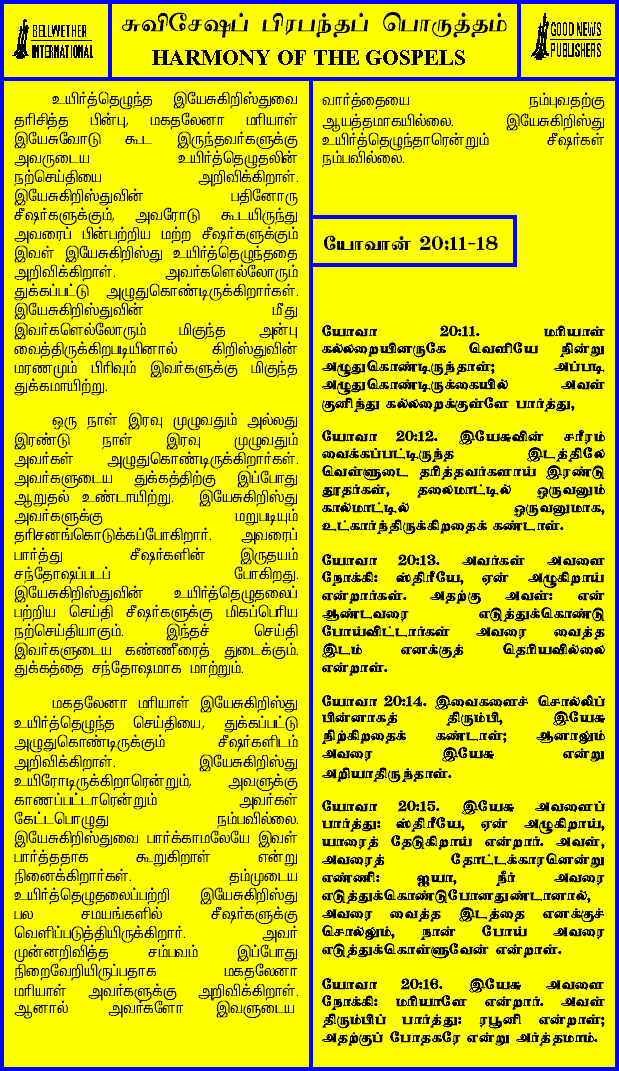 BELLWETHER
INTERNATIONAL
சுவிசேஷப் பிரபந்தப் பொருத்தம்
HARMONY OF THE GOSPELS
GOOD NEWS
PUBLISHERS
உயிர்த்தெழுந்த இயேசுகிறிஸ்துவை
தரிசித்த பின்பு, மகதலேனா மரியாள்
இயேசுவோடு கூட இருந்தவர்களுக்கு
அவருடைய உயிர்த்தெழுதலின்
நற்செய்தியை அறிவிக்கிறாள்.
இயேசுகிறிஸ்துவின் பதினோரு
சீஷர்களுக்கும், அவரோடு கூடயிருந்து
அவரைப் பின்பற்றிய மற்ற சீஷர்களுக்கும்
இவள் இயேசுகிறிஸ்து உயிர்த்தெழுந்ததை
அறிவிக்கிறாள். அவர்களெல்லோரும்
துக்கப்பட்டு அழுதுகொண்டிருக்கிறார்கள்.
இயேசுகிறிஸ்துவின் மீது
இவர்களெல்லோரும் மிகுந்த அன்பு
வைத்திருக்கிறபடியினால் கிறிஸ்துவின்
மரணமும் பிரிவும் இவர்களுக்கு மிகுந்த
துக்கமாயிற்று.
ஒரு நாள் இரவு முழுவதும் அல்லது
இரண்டு நாள் இரவு முழுவதும்
அவர்கள் அழுதுகொண்டிருக்கிறார்கள்.
அவர்களுடைய துக்கத்திற்கு இப்போது
ஆறுதல் உண்டாயிற்று. இயேசுகிறிஸ்து
அவர்களுக்கு மறுபடியும்
தரிசனங்கொடுக்கப்போகிறார். அவரைப்
பார்த்து சீஷர்களின் இருதயம்
சந்தோஷப்படப் போகிறது.
இயேசுகிறிஸ்துவின் உயிர்த்தெழுதலைப்
பற்றிய செய்தி சீஷர்களுக்கு மிகப்பெரிய
நற்செய்தியாகும். இந்தச் செய்தி
இவர்களுடைய கண்ணீரைத் துடைக்கும்.
துக்கத்தை சந்தோஷமாக மாற்றும்.
மகதலேனா மரியாள் இயேசுகிறிஸ்து
உயிர்த்தெழுந்த செய்தியை, துக்கப்பட்டு
அழுதுகொண்டிருக்கும் சீஷர்களிடம்
அறிவிக்கிறாள். இயேசுகிறிஸ்து
உயிரோடிருக்கிறாரென்றும், அவளுக்கு
காணப்பட்டாரென்றும் அவர்கள்
கேட்டபொழுது நம்பவில்லை.
இயேசுகிறிஸ்துவை பார்க்காமலேயே இவள்
பார்த்ததாக கூறுகிறாள் என்று
நினைக்கிறார்கள். தம்முடைய
உயிர்த்தெழுதலைப்பற்றி இயேசுகிறிஸ்து
பல சமயங்களில் சீஷர்களுக்கு
வெளிப்படுத்தியிருக்கிறார். அவர்
முன்னறிவித்த சம்பவம் இப்போது
நிறைவேறியிருப்பதாக மகதலேனா
மரியாள் அவர்களுக்கு அறிவிக்கிறாள்.
ஆனால் அவர்களோ இவளுடைய
வார்த்தையை நம்புவதற்கு
ஆயத்தமாகயில்லை. இயேசுகிறிஸ்து
உயிர்த்தெழுந்தாரென்றும் சீஷர்கள்
நம்பவில்லை.
யோவான் 20:11-18
யோவா 20:11. மரியாள்
கல்லறையினருகே வெளியே நின்று
அழுதுகொண்டிருந்தாள்; அப்படி
அழுதுகொண்டிருக்கையில் அவள்
குனிந்து கல்லறைக்குள்ளே பார்த்து,
யோவா 20:12. இயேசுவின் சரீரம்
வைக்கப்பட்டிருந்த இடத்திலே
வெள்ளுடை தரித்தவர்களாய் இரண்டு
தூதர்கள், தலைமாட்டில் ஒருவனும்
கால்மாட்டில் ஒருவனுமாக,
உட்கார்ந்திருக்கிறதைக் கண்டாள்.
யோவா 20:13. அவர்கள் அவளை
நோக்கி: ஸ்திரீயே, ஏன் அழுகிறாய்
என்றார்கள். அதற்கு அவள்: என்
ஆண்டவரை எடுத்துக்கொண்டு
போய்விட்டார்கள் அவரை வைத்த
இடம் எனக்குத் தெரியவில்லை
என்றாள்.
யோவா 20:14. இவைகளைச் சொல்லிப்
பின்னாகத் திரும்பி, இயேசு
நிற்கிறதைக் கண்டாள்; ஆனாலும்
அவரை இயேசு என்று
அறியாதிருந்தாள்.
யோவா 20:15. இயேசு அவளைப்
பார்த்து: ஸ்திரீயே, ஏன் அழுகிறாய்,
யாரைத் தேடுகிறாய் என்றார். அவள்,
அவரைத் தோட்டக்காரனென்று
எண்ணி: ஐயா, நீர் அவரை
எடுத்துக்கொண்டுபோனதுண்டானால்,
அவரை வைத்த இடத்தை எனக்குச்
சொல்லும், நான் போய் அவரை
எடுத்துக்கொள்ளுவேன் என்றாள்.
யோவா 20:16. இயேசு அவளை
நோக்கி: மரியாளே என்றார். அவள்
திரும்பிப் பார்த்து: ரபூனி என்றாள்;
அதற்குப் போதகரே என்று அர்த்தமாம்.